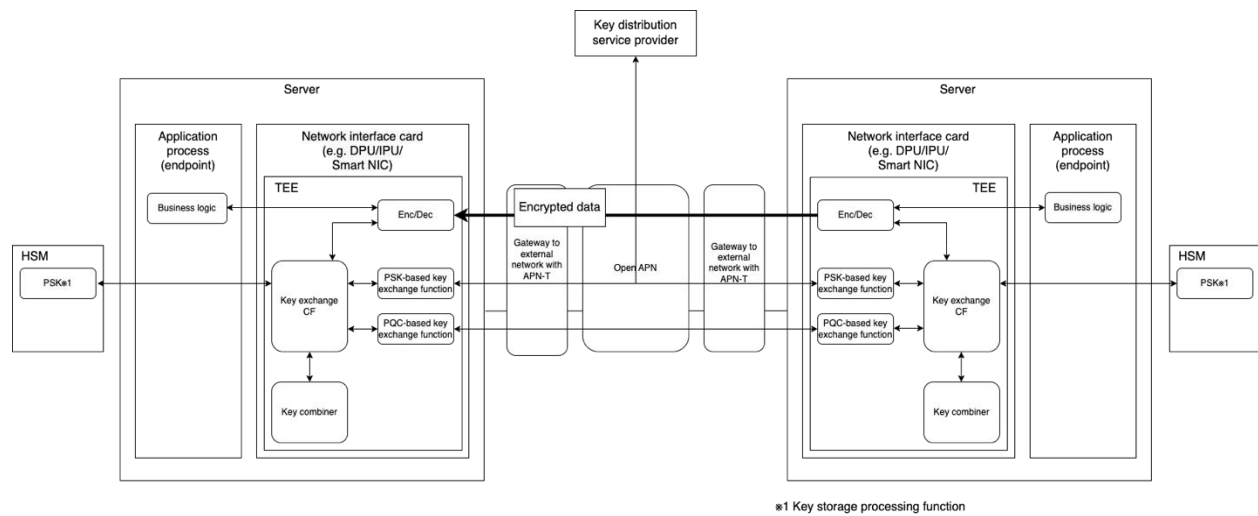 Key distribution
service provider
Server
Application
process
(endpoint)
Network interface card
(e.g. DPU/IPU/
Smart NIC)
TEE
Business logic
Enc/Dec
HSM
PSK※1
Key exchange
CF
PSK-based key
exchange function
PQC-based key
exchange function
Key combiner
Encrypted data
Gateway to
external
network with
APN-T
Open APN
Gateway to
external
network with
APN-T
Server
Network interface card
(e.g. DPU/IPU/
Smart NIC)
TEE
Application
process
(endpoint)
Enc/Dec
Business logic
PSK-based key
exchange function
PQC-based key
exchange function
Key exchange
CF
Key combiner
HSM
PSK※1
※1 Key storage processing function